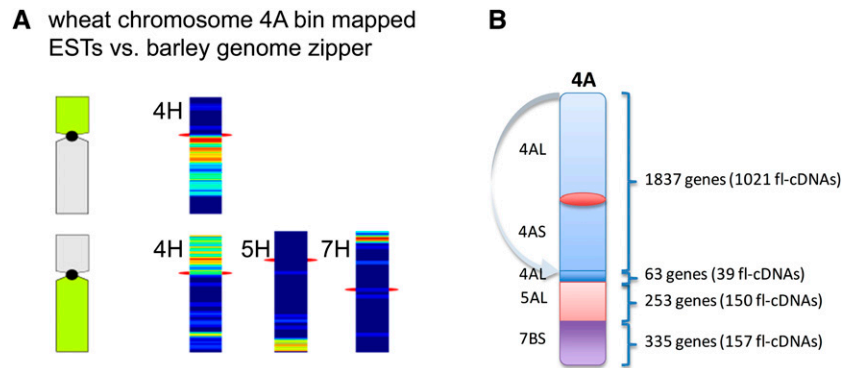 A wheat chromosome 4A bin mapped
ESTs vs. barley genome zipper
4H
4H 5H 7H
B
4A
4AL
4AS
4AL
5AL
7BS
1837 genes (1021 fl-cDNAs)
63 genes (39 fl-cDNAs)
253 genes (150 fl-cDNAs)
335 genes (157 fl-cDNAs)